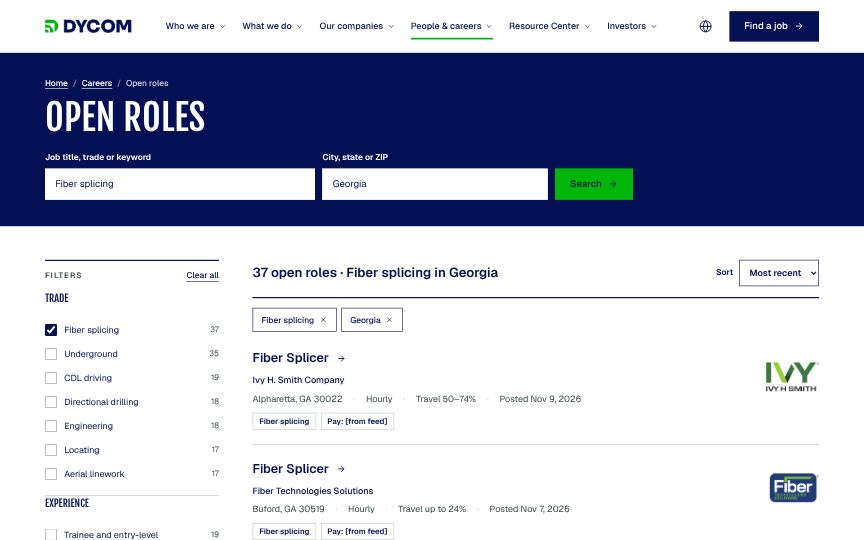 DYCOM
Who we are
What we do
Our companies
People & careers
Resource Center
Investors
Find a job →
Home / Careers / Open roles
OPEN ROLES
Job title, trade or keyword
City, state or ZIP
Fiber splicing
Georgia
Search →
FILTERS
Clear all
TRADE
Fiber splicing 37
Underground 35
CDL driving 19
Directional drilling 18
Engineering 18
Locating 17
Aerial linework 17
EXPERIENCE
Trainee and entry-level 19
37 open roles · Fiber splicing in Georgia
Sort
Most recent
Fiber splicing ×
Georgia ×
Fiber Splicer →
Ivy H. Smith Company
Alpharetta, GA 30022 · Hourly · Travel 50–74% · Posted Nov 9, 2026
Fiber splicing
Pay: [from feed]
IVY
IVY H SMITH
Fiber Splicer →
Fiber Technologies Solutions
Buford, GA 30519 · Hourly · Travel up to 24% · Posted Nov 7, 2026
Fiber splicing
Pay: [from feed]
Fiber